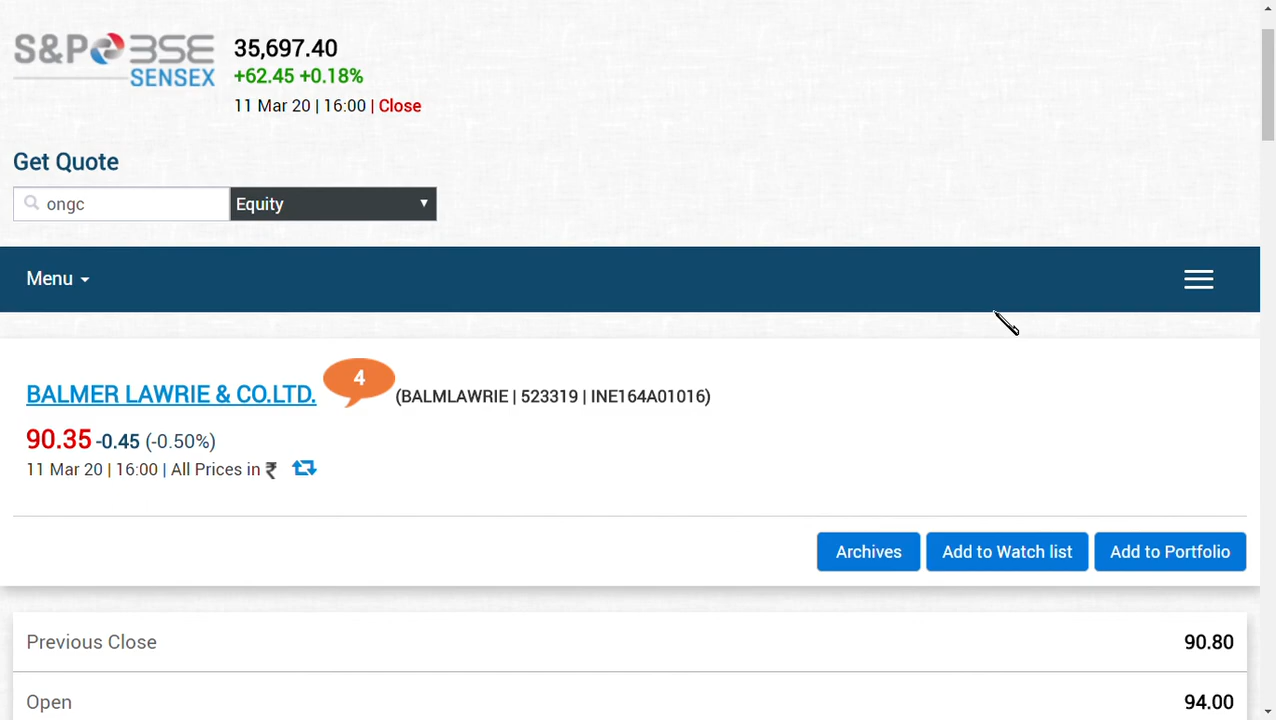 S&P BSE
SENSEX
35,697.40
+62.45 +0.18%
11 Mar 20 | 16:00 | Close
Get Quote
ongc
Equity
Menu
BALMER LAWRIE & CO.LTD.
4
(BALMLAWRIE | 523319 | INE164A01016)
90.35 -0.45 (-0.50%)
11 Mar 20 | 16:00 | All Prices in ₹
Archives
Add to Watch list
Add to Portfolio
Previous Close 90.80
Open 94.00